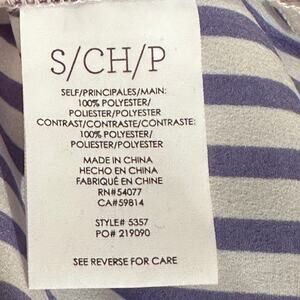 S/CH/P
SELF/PRINCIPALES/MAIN:
100% POLYESTER/
POLIESTER/POLYESTER
CONTRAST/CONTRASTE/CONTRASTE:
100% POLYESTER/
POLIESTER/POLYESTER
MADE IN CHINA
HECHO EN CHINA
FABRIQUÉ EN CHINE
RN#54077
CA#59814
STYLE# 5357
PO# 219090
SEE REVERSE FOR CARE